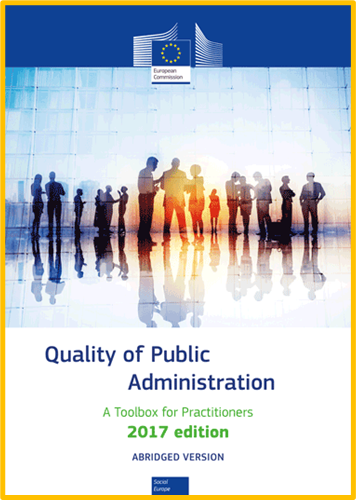 European
Commission
Quality of Public
Administration
A Toolbox for Practitioners
2017 edition
ABRIDGED VERSION
Social
Europe